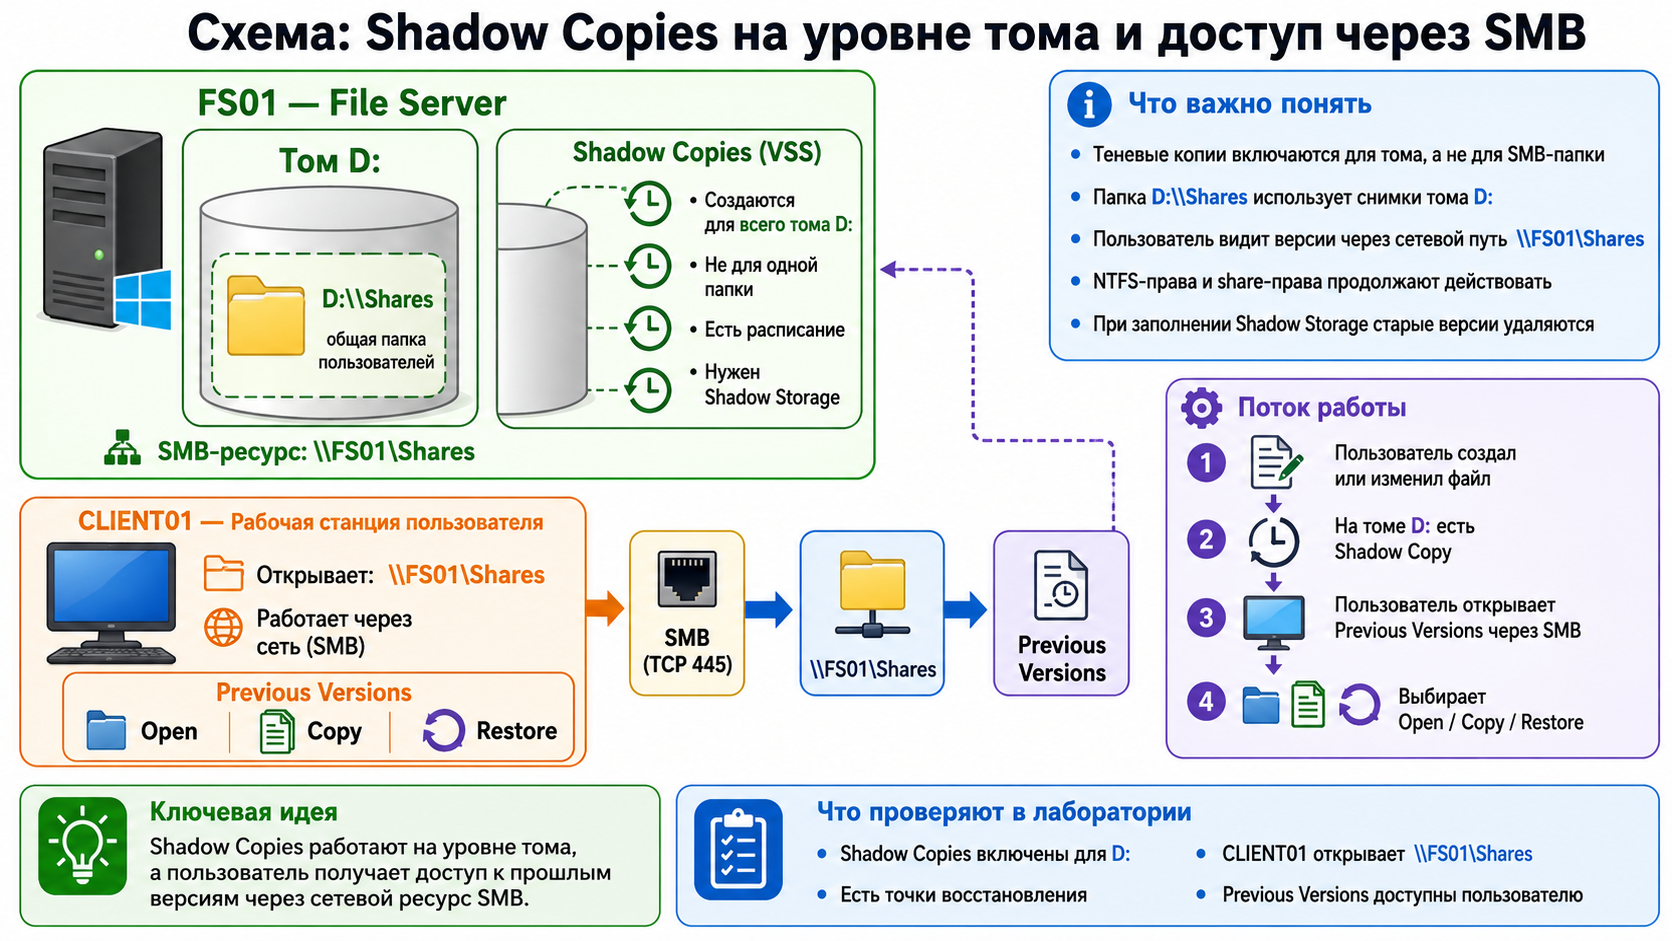 Схема: Shadow Copies на уровне тома и доступ через SMB
FS01 — File Server
Том D:
D:\\Shares
общая папка
пользователей
Shadow Copies (VSS)
• Создаются
для всего тома D:
• Не для одной
папки
• Есть расписание
• Нужен
Shadow Storage
SMB-ресурс: \\FS01\Shares
Что важно понять
• Теневые копии включаются для тома, а не для SMB-папки
• Папка D:\\Shares использует снимки тома D:
• Пользователь видит версии через сетевой путь \\FS01\Shares
• NTFS-права и share-права продолжают действовать
• При заполнении Shadow Storage старые версии удаляются
CLIENT01 — Рабочая станция пользователя
Открывает: \\FS01\Shares
Работает через
сеть (SMB)
Previous Versions
Open
Copy
Restore
SMB
(TCP 445)
\\FS01\Shares
Previous
Versions
Поток работы
1
Пользователь создал
или изменил файл
2
На томе D: есть
Shadow Copy
3
Пользователь открывает
Previous Versions через SMB
4
Выбирает
Open / Copy / Restore
Ключевая идея
Shadow Copies работают на уровне тома,
а пользователь получает доступ к прошлым
версиям через сетевой ресурс SMB.
Что проверяют в лаборатории
• Shadow Copies включены для D:
• Есть точки восстановления
• CLIENT01 открывает \\FS01\Shares
• Previous Versions доступны пользователю